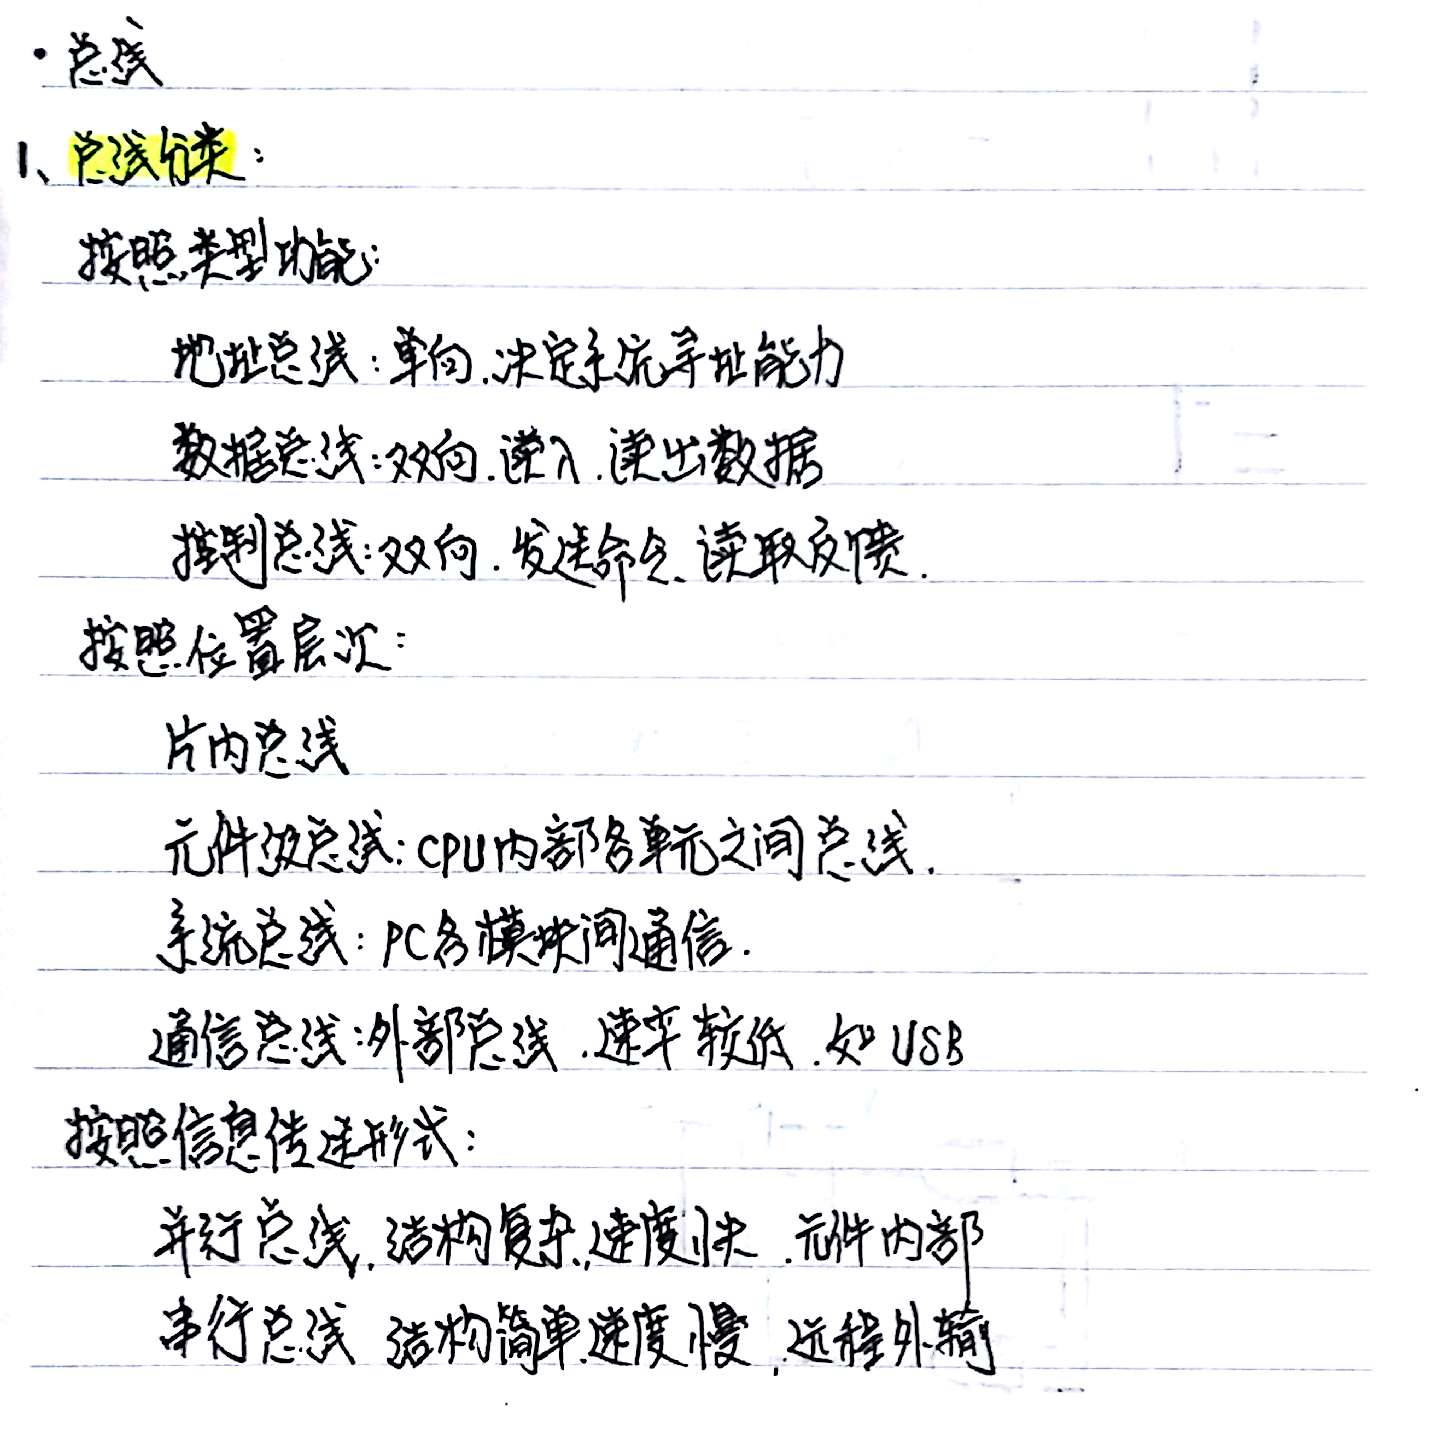 ·总线
1、总线分类：
按照类型功能：
地址总线：单向.决定系统寻址能力
数据总线：双向.读入.读出数据
控制总线：双向.发送命令、读取反馈.
按照位置层次：
片内总线
元件级总线：CPU内部各单元之间总线.
系统总线：PC各模块间通信.
通信总线：外部总线.速率较低.如USB
按照信息传送形式：
并行总线,结构复杂,速度快.元件内部
串行总线 结构简单.速度慢,远程外输